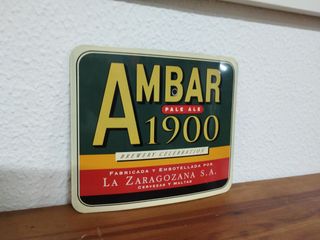 AMBAR
PALE ALE
1900
BREWERY CELEBRATION
FABRICADA Y EMBOTELLADA POR
LA ZARAGOZANA S.A.
CERVEZAS Y MALTAS